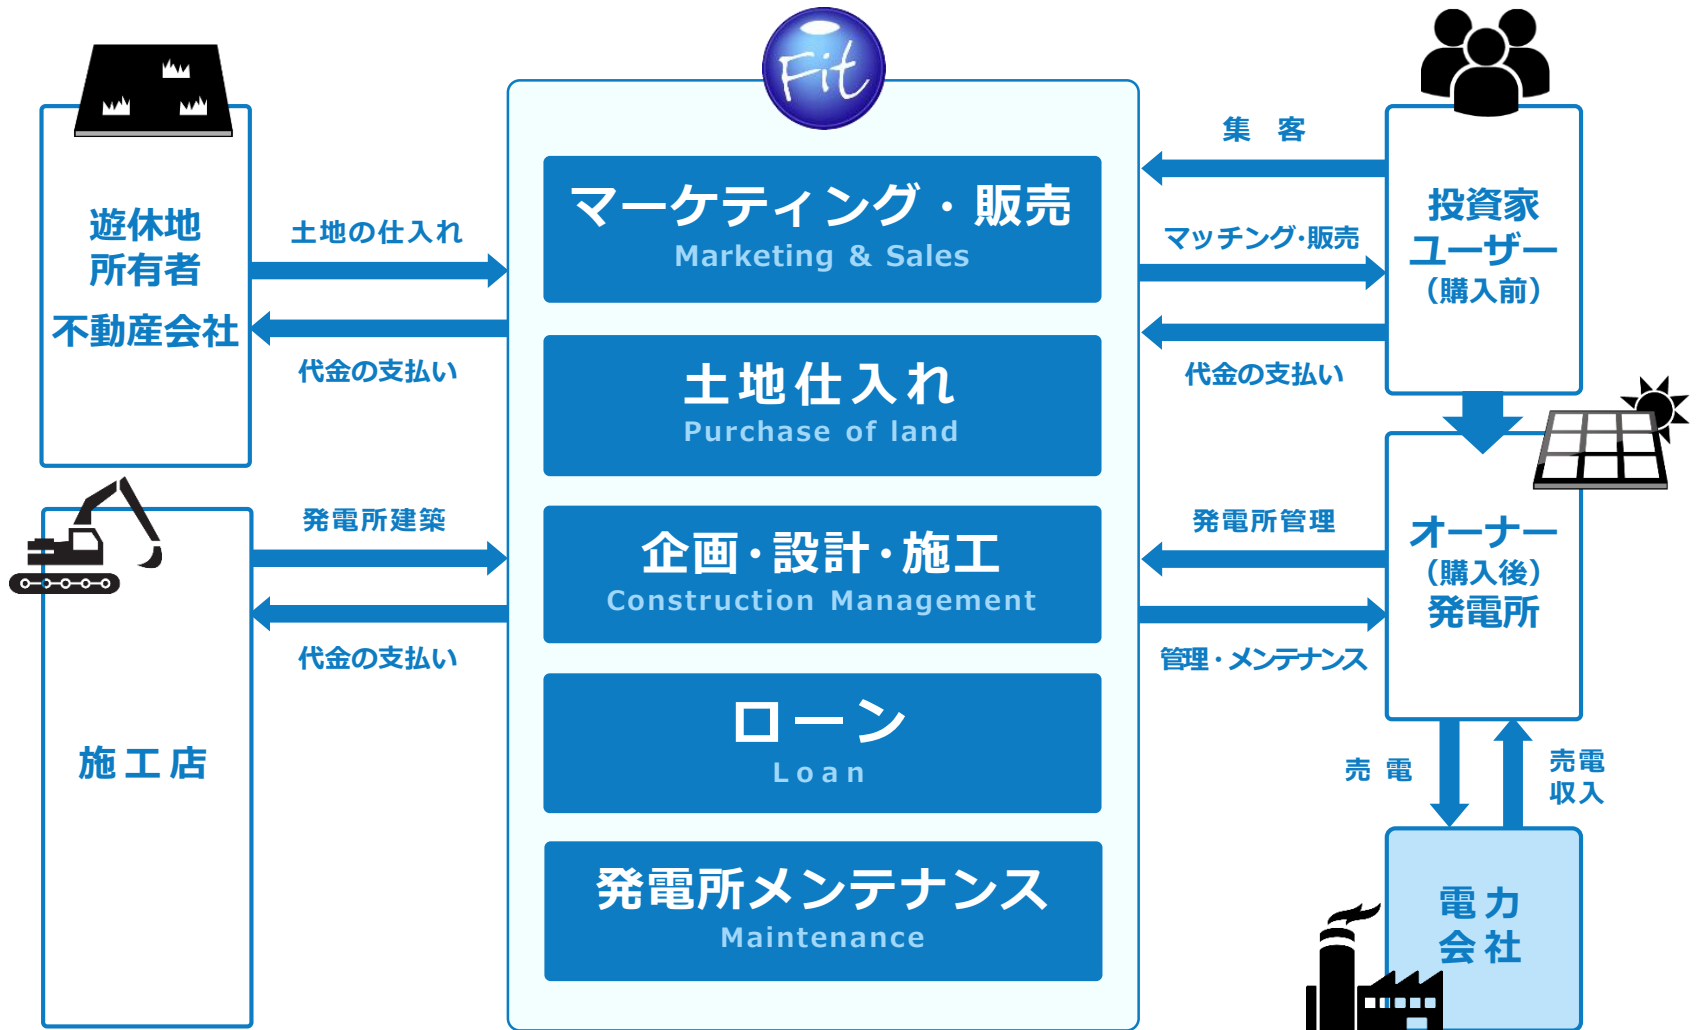 Fit
遊休地
所有者
不動産会社
土地の仕入れ
代金の支払い
施工店
発電所建築
代金の支払い
マーケティング・販売
Marketing & Sales
土地仕入れ
Purchase of land
企画・設計・施工
Construction Management
ローン
Loan
発電所メンテナンス
Maintenance
集 客
マッチング・販売
代金の支払い
投資家
ユーザー
（購入前）
発電所管理
管理・メンテナンス
オーナー
（購入後）
発電所
売 電
売電
収入
電力
会社